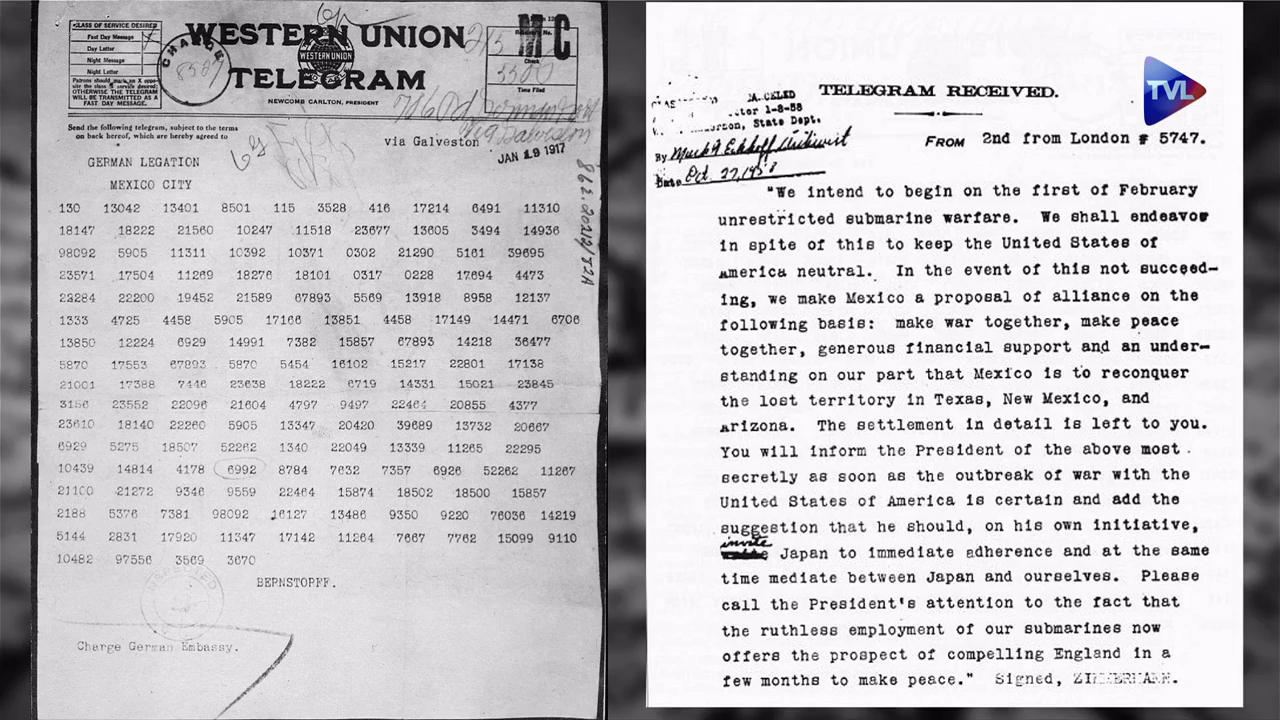 CLASS OF SERVICE DESIRED
Fast Day Message
Day Letter
Night Message
Night Letter
Patrons should mark an X oppo-
site the class of service desired;
OTHERWISE THE TELEGRAM
WILL BE TRANSMITTED AS A
FAST DAY MESSAGE.
CHARGE
WESTERN UNION
WESTERN UNION
TELEGRAM
NEWCOMB CARLTON, PRESIDENT
MC
Check
Time Filed
Send the following telegram, subject to the terms
on back hereof, which are hereby agreed to
via Galveston
JAN 19 1917
GERMAN LEGATION
MEXICO CITY
130 13042 13401 8501 115 3528 416 17214 6491 11310
18147 18222 21560 10247 11518 23677 13605 3494 14936
98092 5905 11311 10392 10371 0302 21290 5161 39695
23571 17504 11269 18276 18101 0317 0228 17694 4473
23284 22200 19452 21589 67893 5569 13918 8958 12137
1333 4725 4458 5905 17166 13851 4458 17149 14471 6706
13850 12224 6929 14991 7382 15857 67893 14218 36477
5870 17553 67893 5870 5454 16102 15217 22801 17138
21001 17388 7446 23638 18222 6719 14331 15021 23845
3156 23552 22096 21604 4797 9497 22464 20855 4377
23610 18140 22260 5905 13347 20420 39689 13732 20667
6929 5275 18507 52262 1340 22049 13339 11265 22295
10439 14814 4178 6992 8784 7632 7357 6926 52262 11267
21100 21272 9346 9559 22464 15874 18502 18500 15857
2188 5376 7381 98092 16127 13486 9350 9220 76036 14219
5144 2831 17920 11347 17142 11264 7667 7762 15099 9110
10482 97556 3569 3670
BERNSTORFF.
Charge German Embassy.
862.20212/82A
TVL
TELEGRAM RECEIVED.
1-8-58
State Dept.
By
Date Oct. 27, 1958
FROM 2nd from London # 5747.
"We intend to begin on the first of February
unrestricted submarine warfare. We shall endeavor
in spite of this to keep the United States of
America neutral. In the event of this not succeed-
ing, we make Mexico a proposal of alliance on the
following basis: make war together, make peace
together, generous financial support and an under-
standing on our part that Mexico is to reconquer
the lost territory in Texas, New Mexico, and
Arizona. The settlement in detail is left to you.
You will inform the President of the above most
secretly as soon as the outbreak of war with the
United States of America is certain and add the
suggestion that he should, on his own initiative,
invite Japan to immediate adherence and at the same
time mediate between Japan and ourselves. Please
call the President's attention to the fact that
the ruthless employment of our submarines now
offers the prospect of compelling England in a
few months to make peace." Signed, ZIMMERMANN.